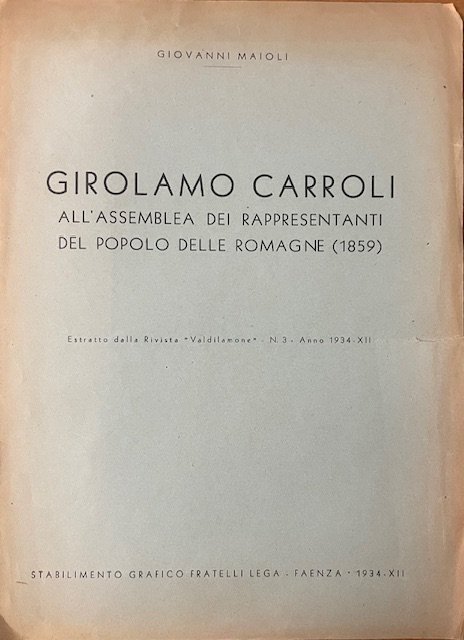 GIOVANNI MAIOLI
GIROLAMO CARROLI
ALL'ASSEMBLEA DEI RAPPRESENTANTI
DEL POPOLO DELLE ROMAGNE (1859)
Estratto dalla Rivista "Valdilamone" - N. 3 - Anno 1934-XII
STABILIMENTO GRAFICO FRATELLI LEGA - FAENZA • 1934-XII